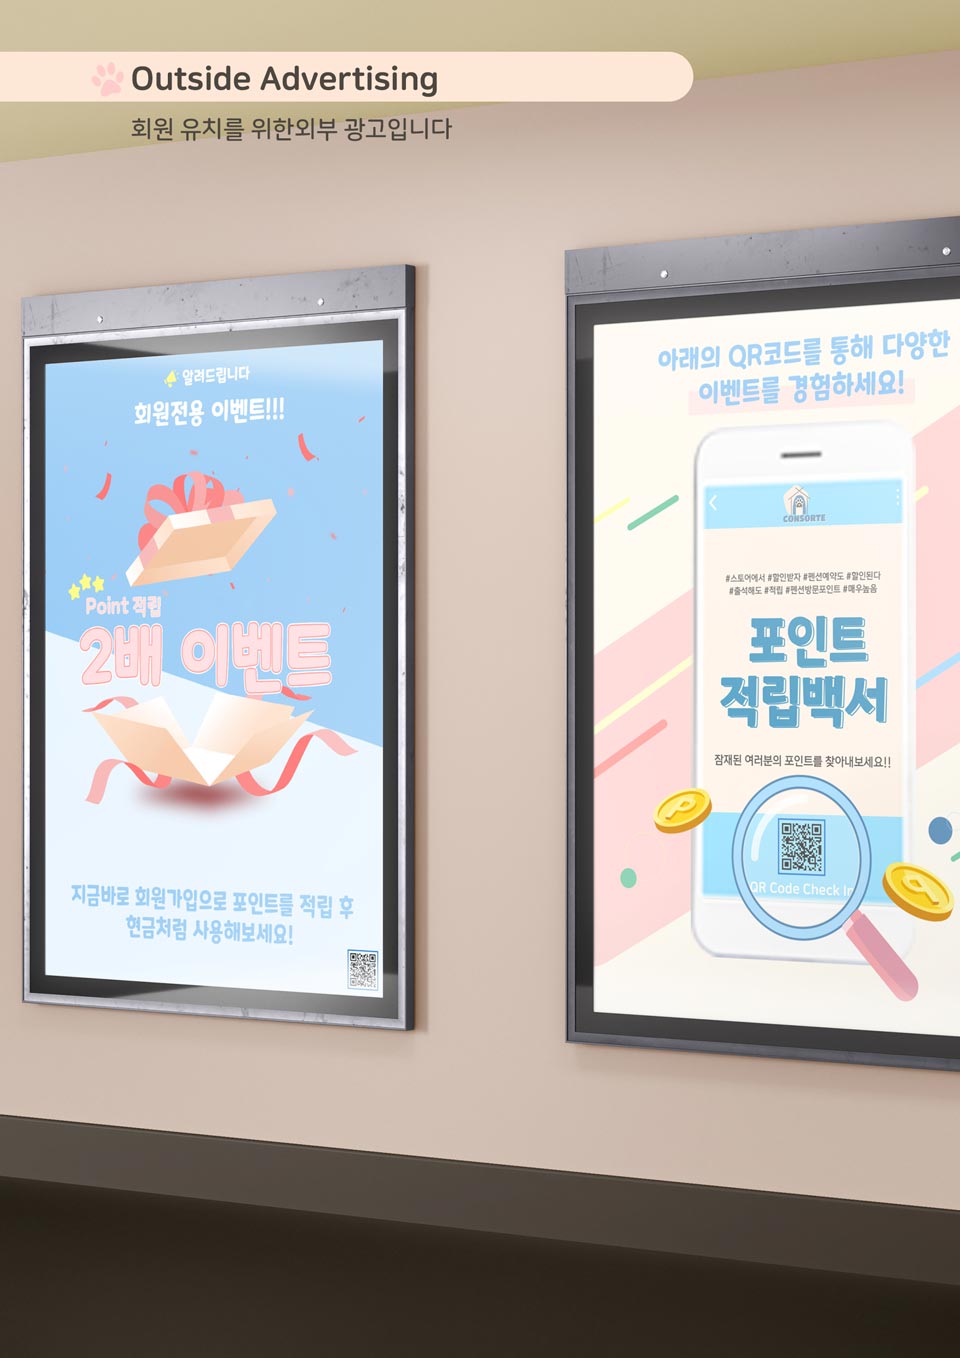 Outside Advertising
회원 유치를 위한외부 광고입니다
알려드립니다
회원전용 이벤트!!!
Point 적립
2배 이벤트
지금바로 회원가입으로 포인트를 적립 후
현금처럼 사용해보세요!
아래의 QR코드를 통해 다양한
이벤트를 경험하세요!
CONSORTE
#스토어에서 #할인받자 #펜션예약도 #할인된다
#출석해도 #적립 #펜션방문포인트 #매우높음
포인트
적립백서
잠재된 여러분의 포인트를 찾아내보세요!!
P
QR Code Check In
P